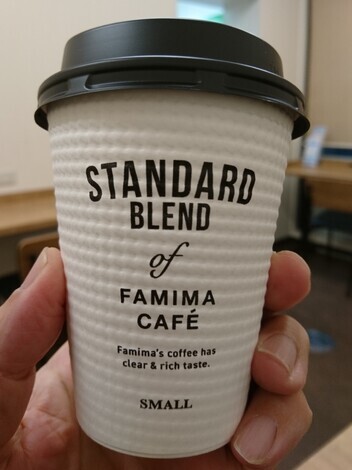 STANDARD
BLEND
of
FAMIMA
CAFÉ
Famima's coffee has
clear & rich taste.
SMALL